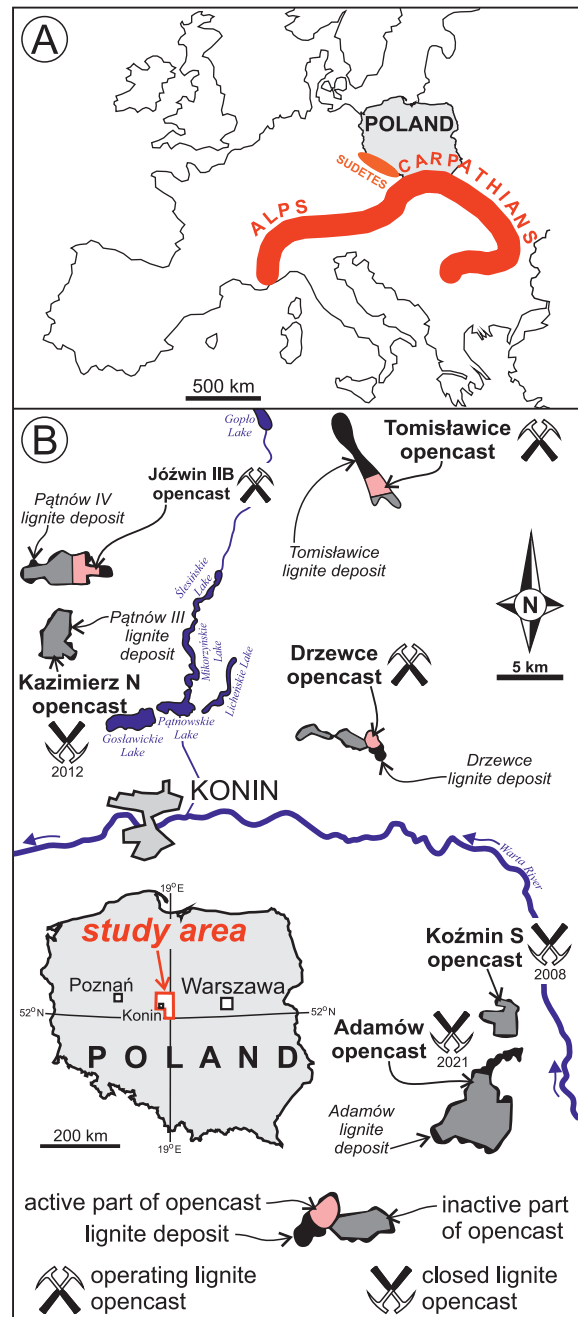 A
POLAND
SUDETES
CARPATHIANS
ALPS
500 km
B
Gopło
Lake
Tomisławice
opencast
Jóźwin IIB
opencast
Pątnów IV
lignite deposit
Tomisławice
lignite deposit
Ślesińskie
Lake
N
5 km
Pątnów III
lignite
deposit
Mikorzyńskie
Lake
Licheńskie Lake
Drzewce
opencast
Kazimierz N
opencast
2012
Pątnowskie
Lake
Gosławickie
Lake
Drzewce
lignite deposit
KONIN
Warta River
19°E
study area
Poznań
Warszawa
Konin
52°N
52°N
POLAND
200 km
19°E
Koźmin S
opencast
2008
Adamów
opencast
2021
Adamów
lignite
deposit
active part of opencast
lignite deposit
inactive part
of opencast
operating lignite
opencast
closed lignite
opencast